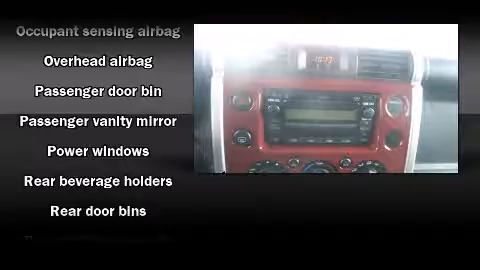 Occupant sensing airbag
Overhead airbag
Passenger door bin
Passenger vanity mirror
Power windows
Rear beverage holders
Rear door bins